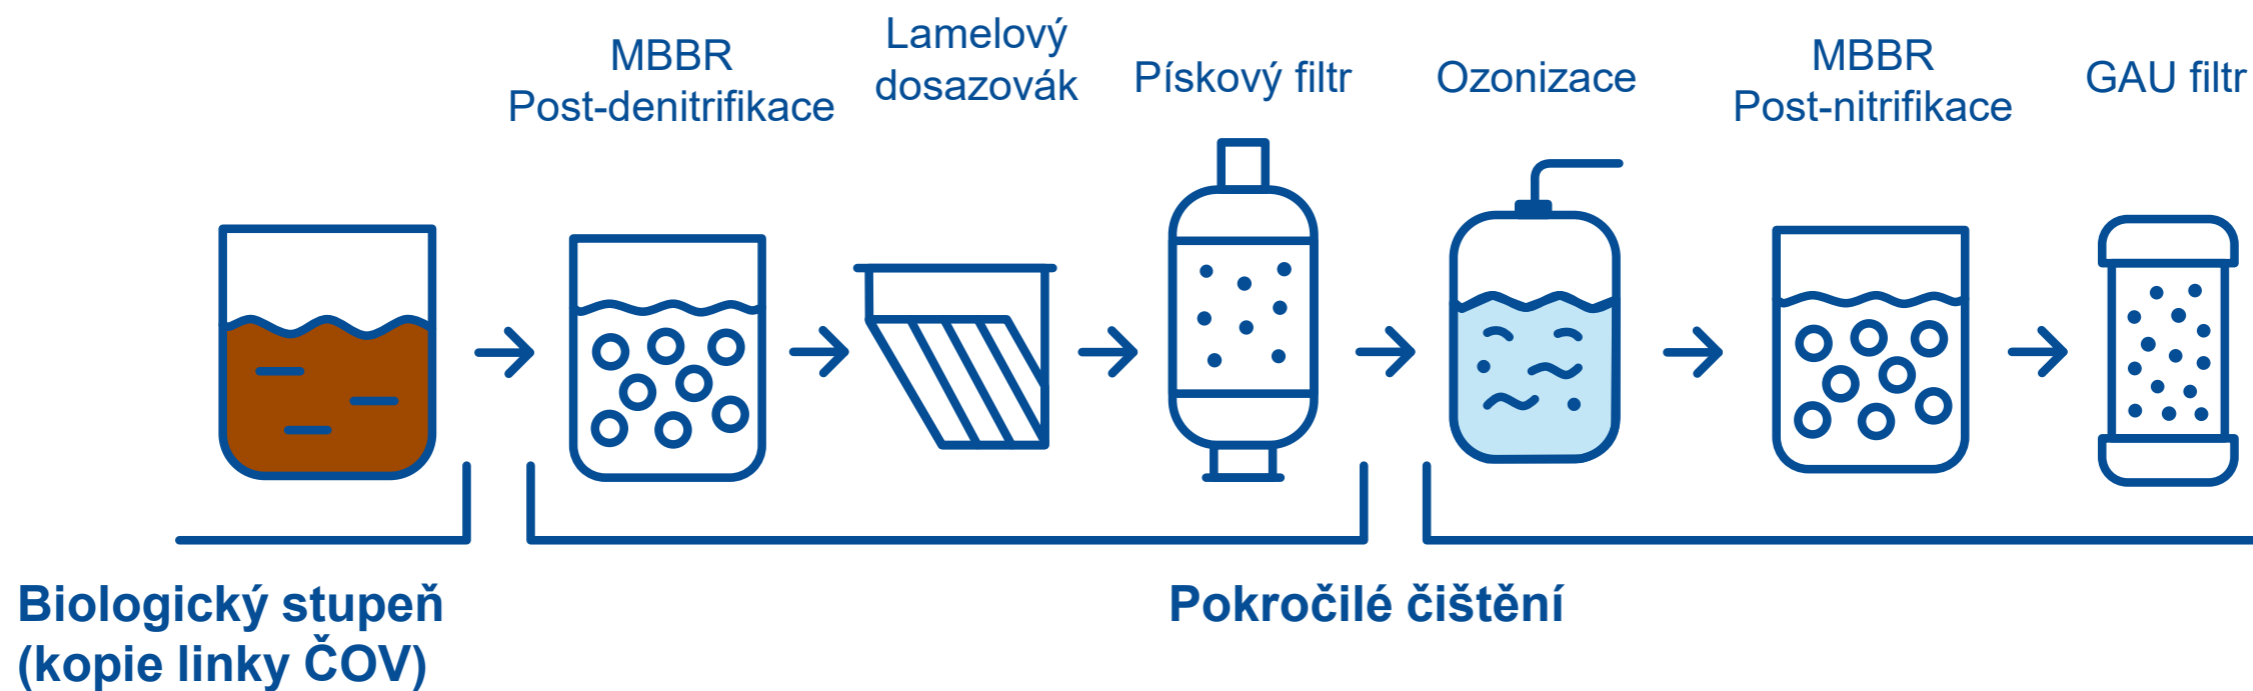 MBBR
Post-denitrifikace
Lamelový
dosazovák
Pískový filtr
Ozonizace
MBBR
Post-nitrifikace
GAU filtr
Biologický stupeň
(kopie linky ČOV)
Pokročilé čištění